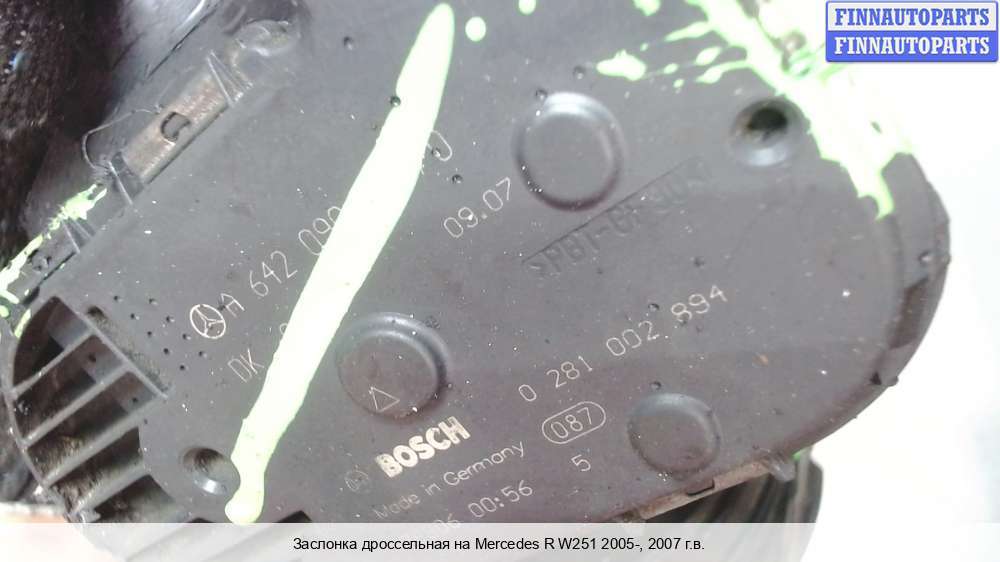 FINNAUTOPARTS
FINNAUTOPARTS
A 642 090
09.07
DK
0 281 002 894
BOSCH
087
Made in Germany
5
06 00:56
Заслонка дроссельная на Mercedes R W251 2005-, 2007 г.в.